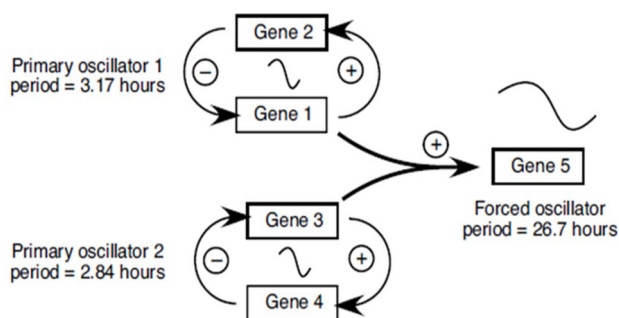 Gene 2
Primary oscillator 1
period = 3.17 hours
−
+
Gene 1
+
Gene 5
Gene 3
Forced oscillator
period = 26.7 hours
Primary oscillator 2
period = 2.84 hours
−
+
Gene 4